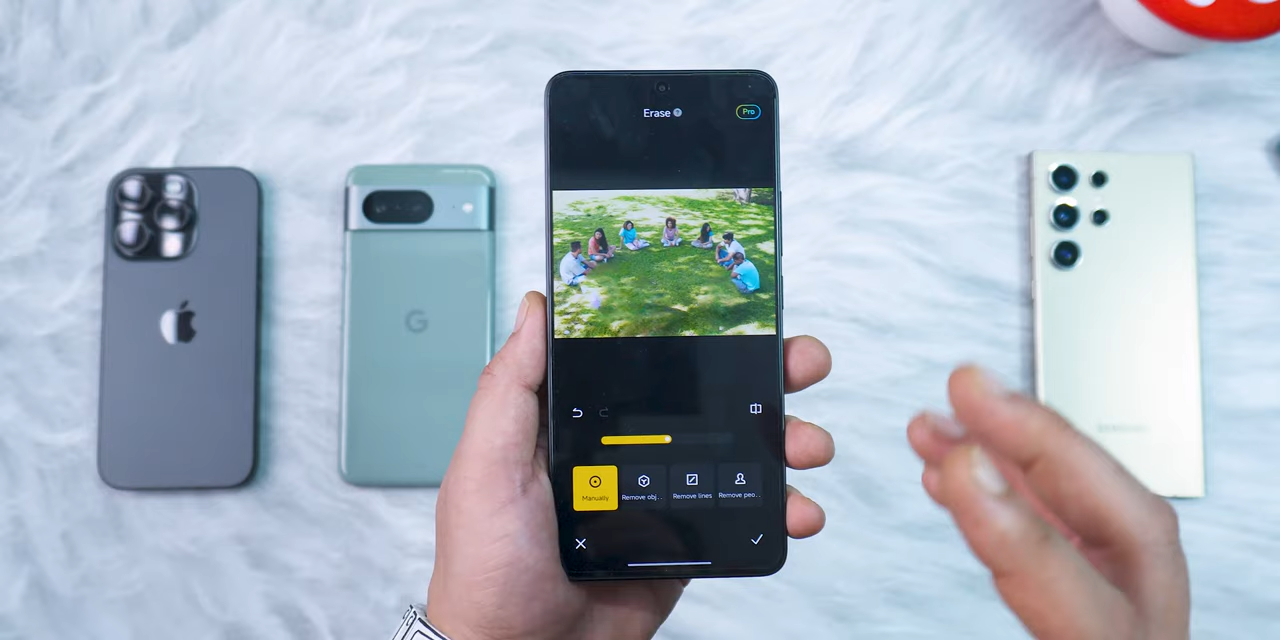 Erase
Pro
Manually
Remove obj..
Remove lines
Remove peo..
G